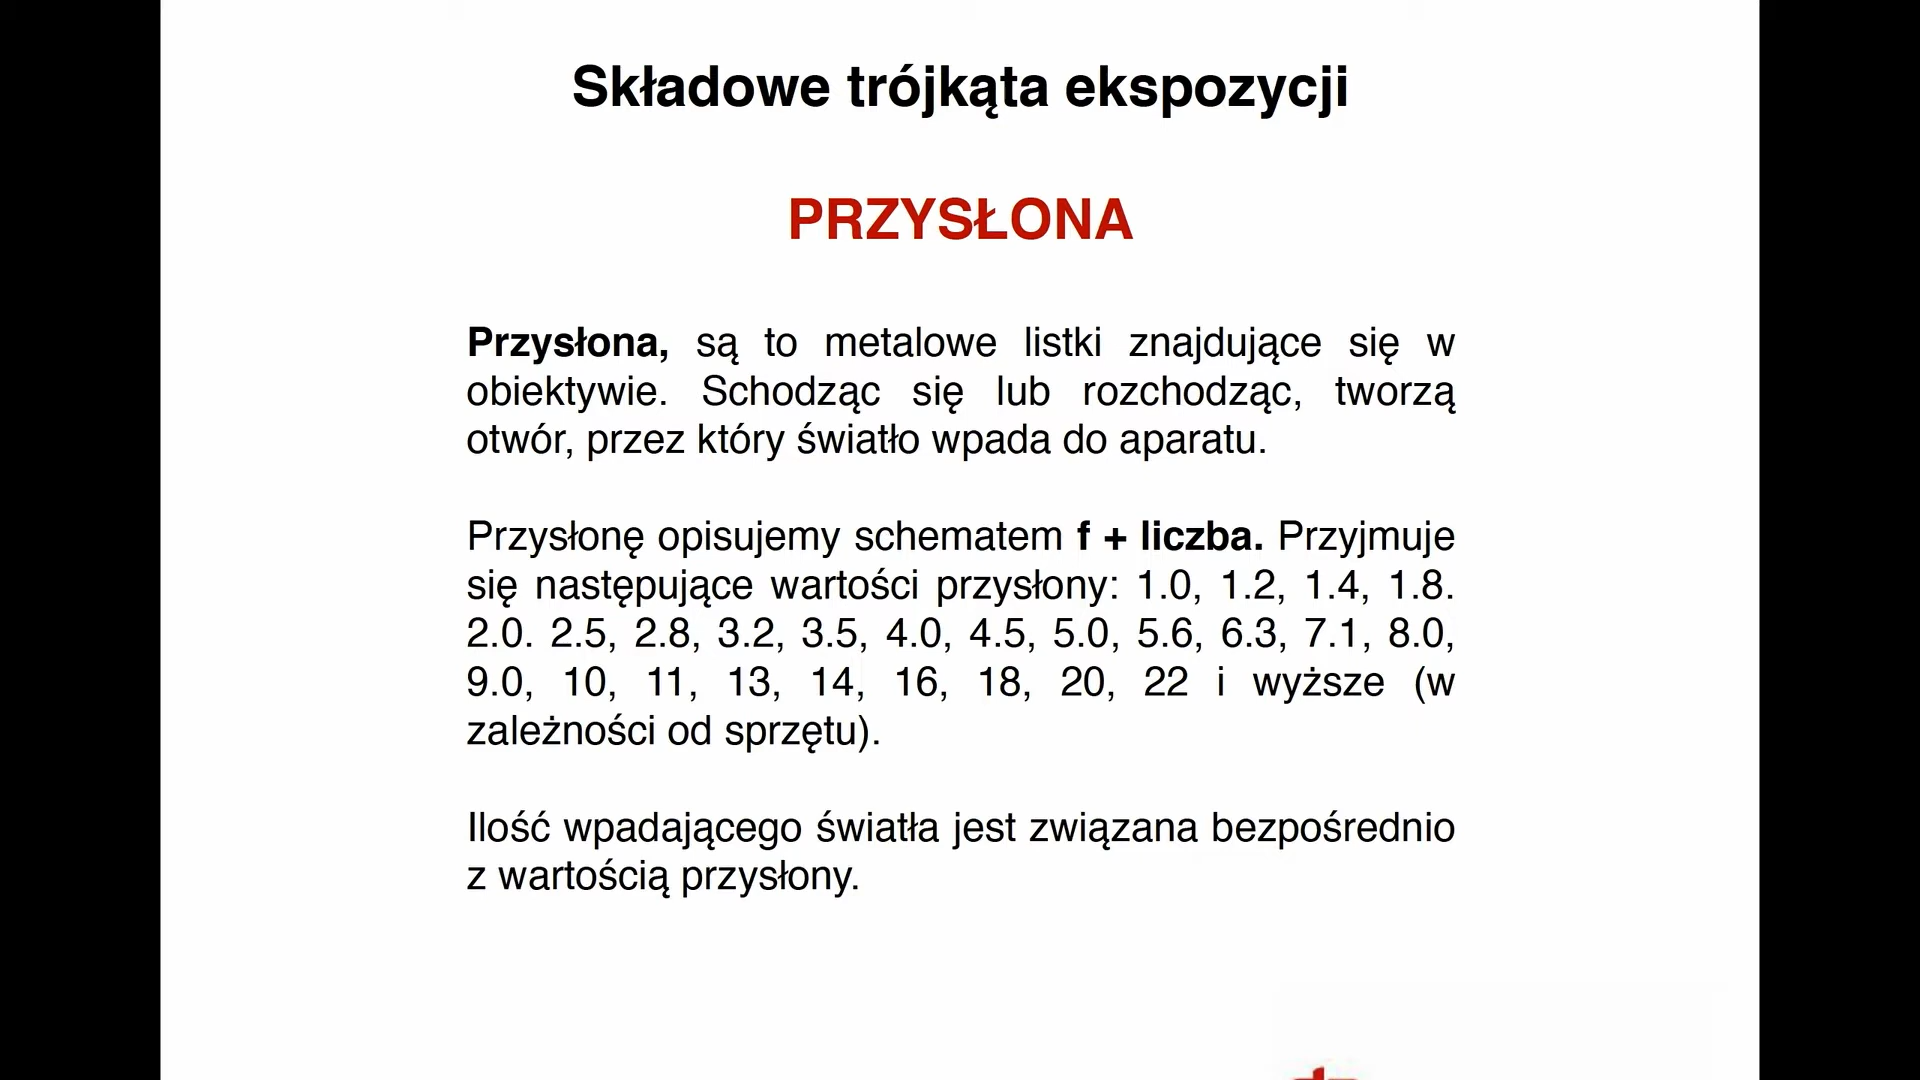 Składowe trójkąta ekspozycji
PRZYSŁONA
Przysłona, są to metalowe listki znajdujące się w
obiektywie. Schodząc się lub rozchodząc, tworzą
otwór, przez który światło wpada do aparatu.
Przysłonę opisujemy schematem f + liczba. Przyjmuje
się następujące wartości przysłony: 1.0, 1.2, 1.4, 1.8.
2.0. 2.5, 2.8, 3.2, 3.5, 4.0, 4.5, 5.0, 5.6, 6.3, 7.1, 8.0,
9.0, 10, 11, 13, 14, 16, 18, 20, 22 i wyższe (w
zależności od sprzętu).
Ilość wpadającego światła jest związana bezpośrednio
z wartością przysłony.